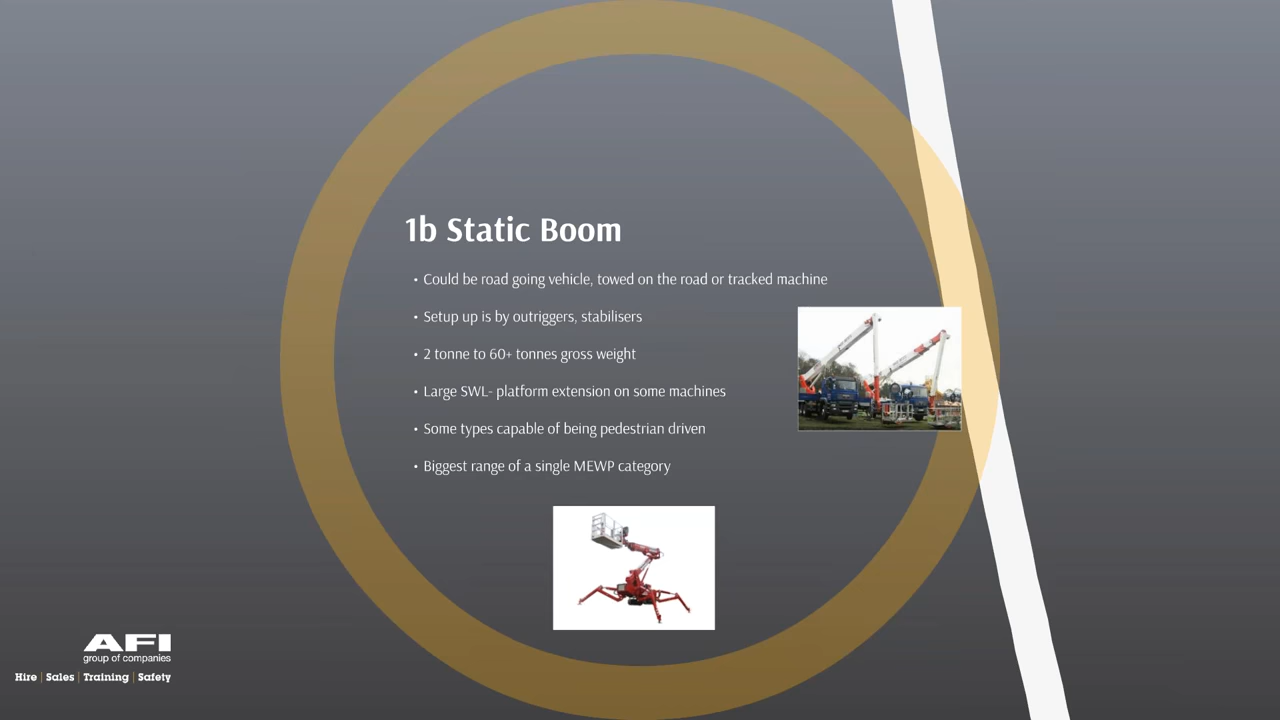 1b Static Boom
• Could be road going vehicle, towed on the road or tracked machine
• Setup up is by outriggers, stabilisers
• 2 tonne to 60+ tonnes gross weight
• Large SWL- platform extension on some machines
• Some types capable of being pedestrian driven
• Biggest range of a single MEWP category
AFI
group of companies
Hire | Sales | Training | Safety